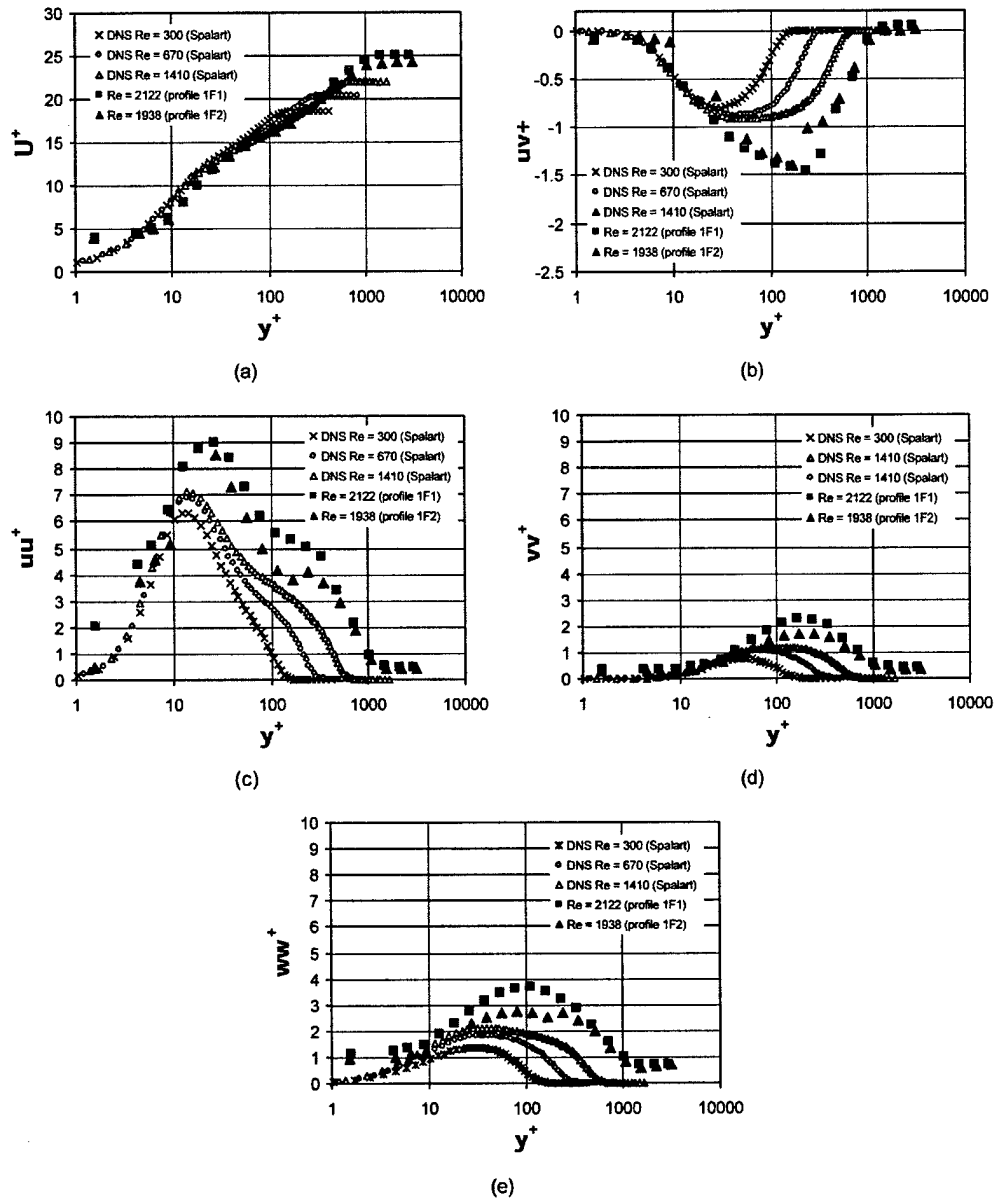 30
25
20
15
10
5
0
U+
× DNS Re = 300 (Spalart)
○ DNS Re = 670 (Spalart)
△ DNS Re = 1410 (Spalart)
■ Re = 2122 (profile 1F1)
▲ Re = 1938 (profile 1F2)
1 10 100 1000 10000
y+
(a)
0
-0.5
-1
-1.5
-2
-2.5
uv+
× DNS Re = 300 (Spalart)
○ DNS Re = 670 (Spalart)
▲ DNS Re = 1410 (Spalart)
■ Re = 2122 (profile 1F1)
▲ Re = 1938 (profile 1F2)
1 10 100 1000 10000
y+
(b)
10
9
8
7
6
5
4
3
2
1
0
uu+
× DNS Re = 300 (Spalart)
○ DNS Re = 670 (Spalart)
△ DNS Re = 1410 (Spalart)
■ Re = 2122 (profile 1F1)
▲ Re = 1938 (profile 1F2)
1 10 100 1000 10000
y+
(c)
10
9
8
7
6
5
4
3
2
1
0
vv+
× DNS Re = 300 (Spalart)
△ DNS Re = 1410 (Spalart)
○ DNS Re = 1410 (Spalart)
■ Re = 2122 (profile 1F1)
▲ Re = 1938 (profile 1F2)
1 10 100 1000 10000
y+
(d)
10
9
8
7
6
5
4
3
2
1
0
ww+
× DNS Re = 300 (Spalart)
○ DNS Re = 670 (Spalart)
△ DNS Re = 1410 (Spalart)
■ Re = 2122 (profile 1F1)
▲ Re = 1938 (profile 1F2)
1 10 100 1000 10000
y+
(e)